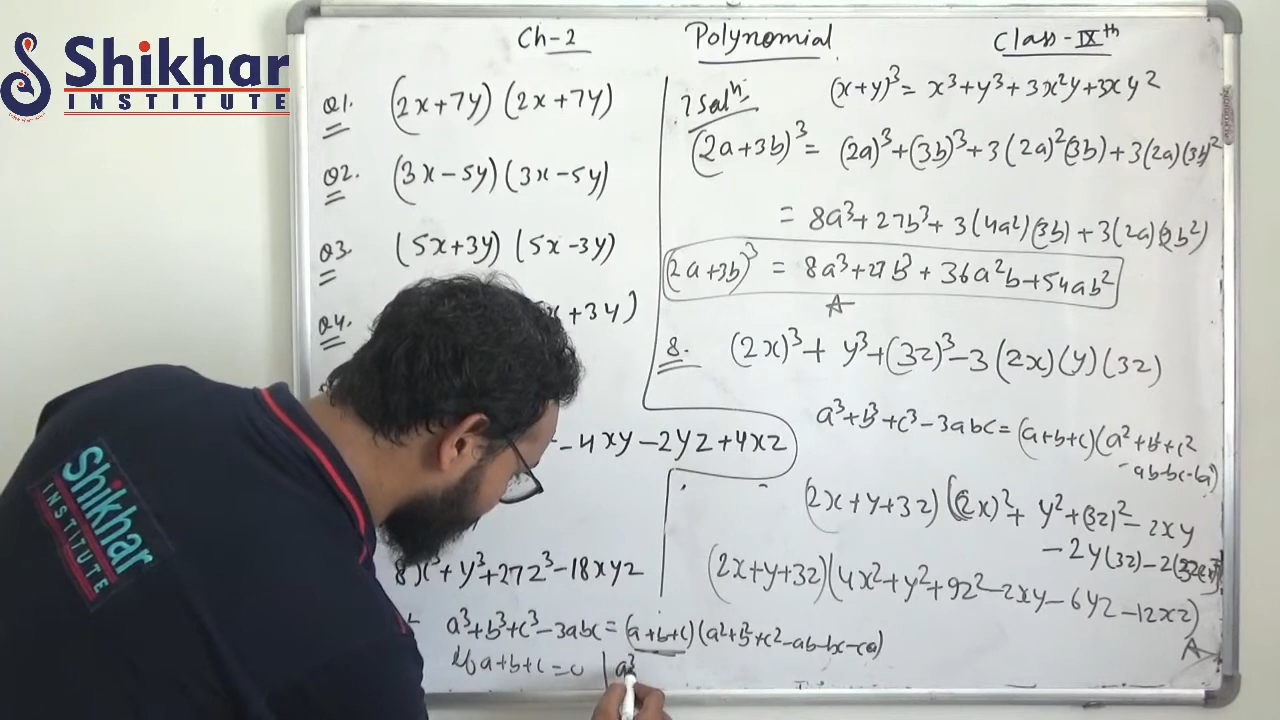 Shikhar
INSTITUTE
Ch-2 Polynomial Class-IXth
Q1. (2x+7y) (2x+7y)
Q2. (3x-5y) (3x-5y)
Q3. (5x+3y) (5x-3y)
Q4. +3y)
-4xy-2yz+4xz
8x³+y³+27z³-18xyz
a³+b³+c³-3abc=(a+b+c)(a²+b²+c²-ab-bc-ca)
If a+b+c=0 | a³
7 Solⁿ. (x+y)³= x³+y³+3x²y+3xy²
(2a+3b)³= (2a)³+(3b)³+3(2a)²(3b)+3(2a)(3b)²
= 8a³+27b³+3(4a²)(3b)+3(2a)(9b²)
(2a+3b)³ = 8a³+27b³+36a²b+54ab²
A
8. (2x)³+ y³+(3z)³-3(2x)(y)(3z)
a³+b³+c³-3abc=(a+b+c)(a²+b²+c²
-ab-bc-ca)
(2x+y+3z) ((2x)²+ y²+(3z)²-2xy
-2y(3z)-2
(2x+y+3z)(4x²+y²+9z²-2xy-6yz-12xz)
A
Shikhar
INSTITUTE